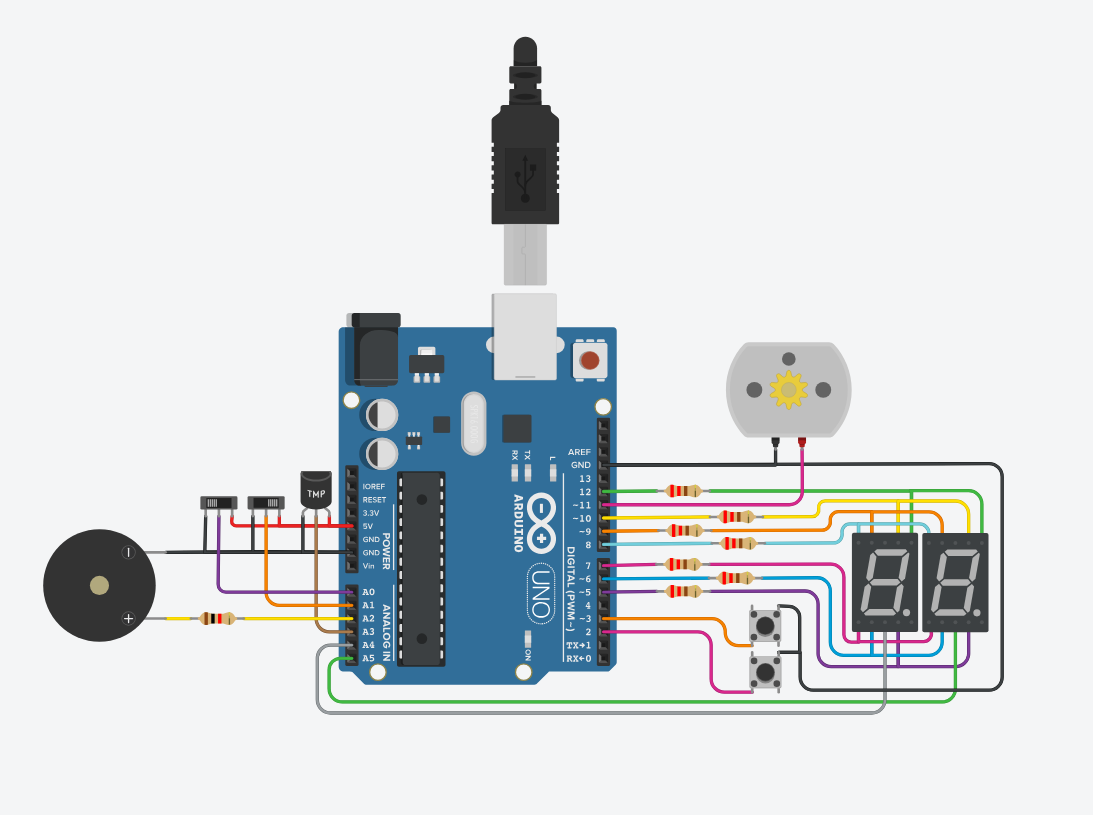 IOREF
RESET
3.3V
5V
GND
GND
Vin
POWER
A0
A1
A2
A3
A4
A5
ANALOG IN
TMP
RX
TX
L
ARDUINO
UNO
ON
AREF
GND
13
12
~11
~10
~9
8
7
~6
~5
4
~3
2
TX→1
RX←0
DIGITAL (PWM~)